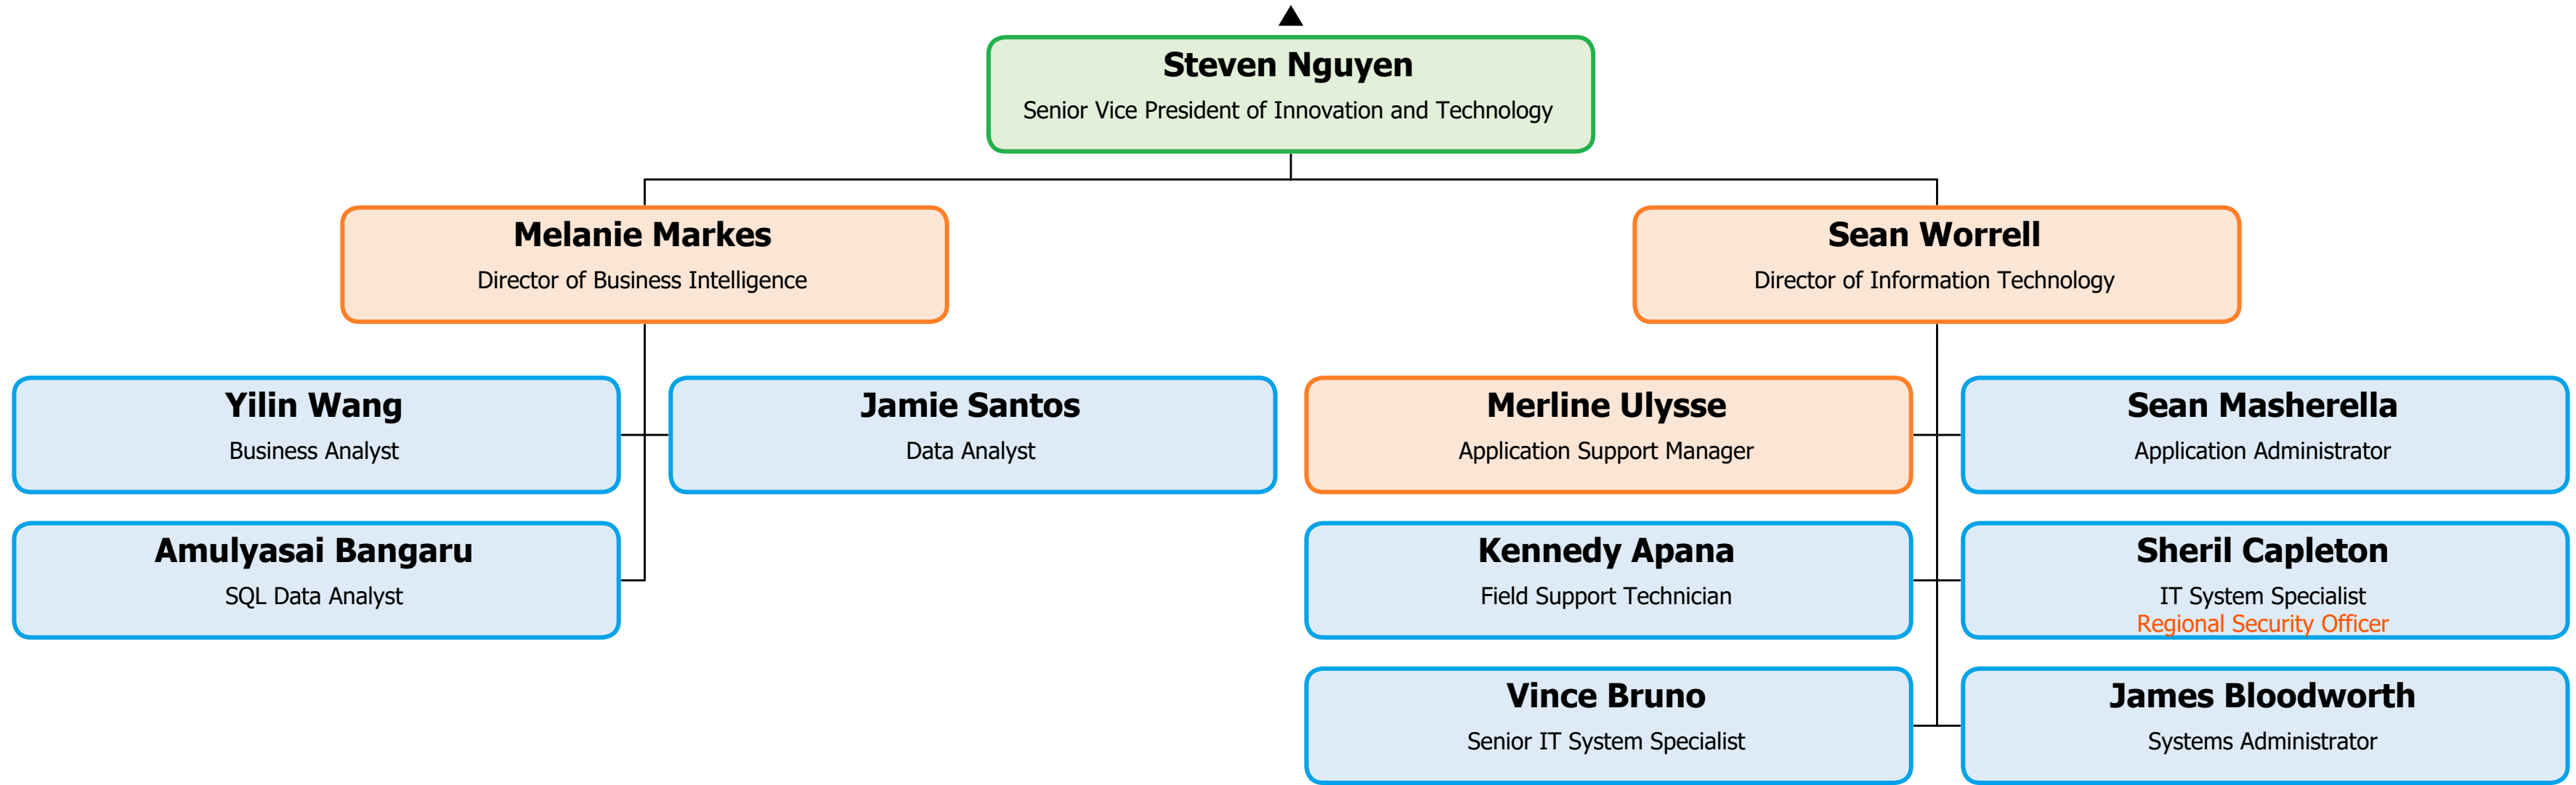 Steven Nguyen
Senior Vice President of Innovation and Technology
Melanie Markes
Director of Business Intelligence
Sean Worrell
Director of Information Technology
Yilin Wang
Business Analyst
Jamie Santos
Data Analyst
Merline Ulysse
Application Support Manager
Sean Masherella
Application Administrator
Amulyasai Bangaru
SQL Data Analyst
Kennedy Apana
Field Support Technician
Sheril Capleton
IT System Specialist
Regional Security Officer
Vince Bruno
Senior IT System Specialist
James Bloodworth
Systems Administrator